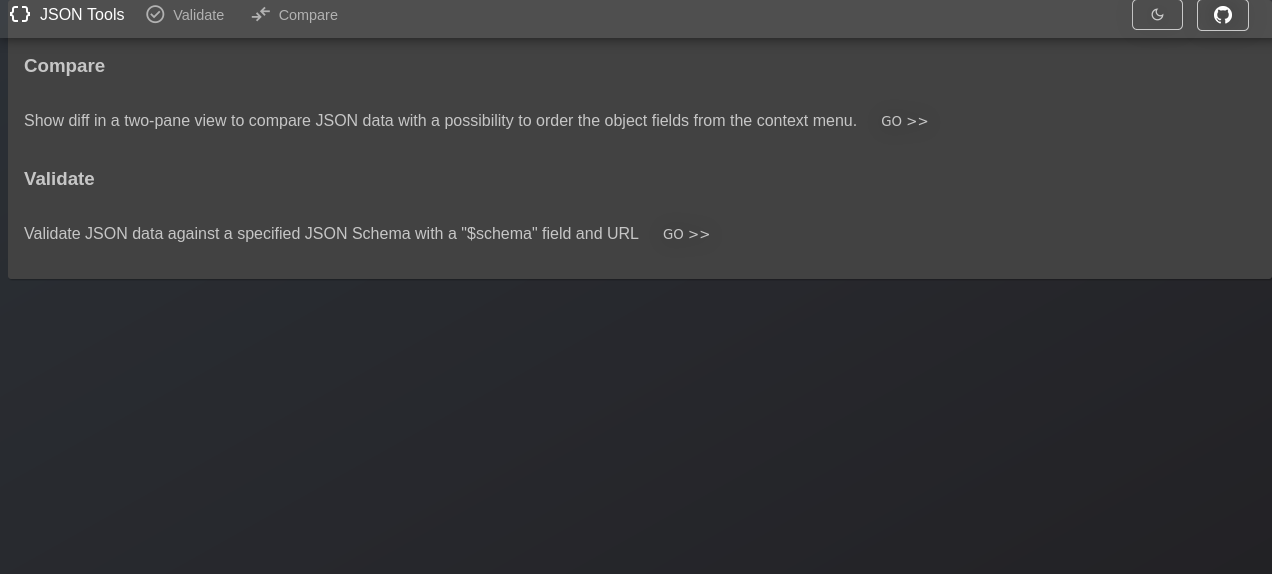 JSON Tools Validate Compare
Compare
Show diff in a two-pane view to compare JSON data with a possibility to order the object fields from the context menu. GO >>
Validate
Validate JSON data against a specified JSON Schema with a "$schema" field and URL GO >>